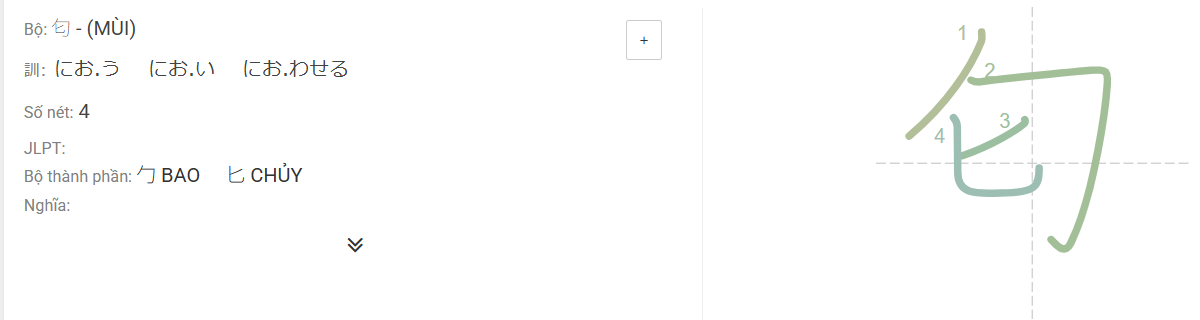 Bộ: 匂 - (MÙI)
+
訓: にお.う にお.い にお.わせる
Số nét: 4
JLPT:
Bộ thành phần: 勹 BAO 匕 CHỦY
Nghĩa:
1
2
3
4
匂